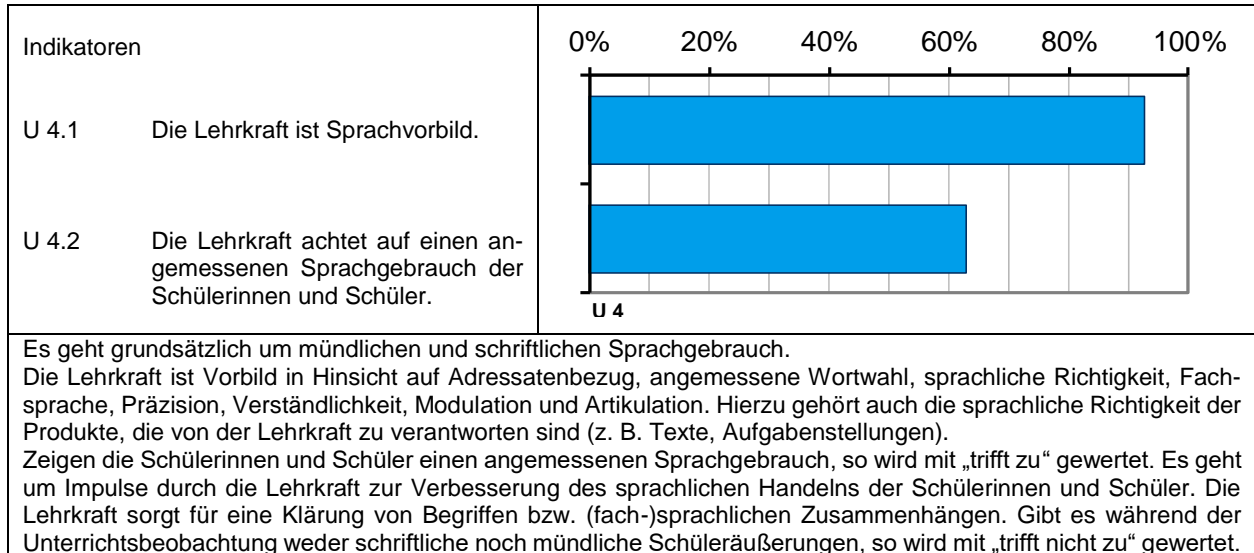 Indikatoren
0% 20% 40% 60% 80% 100%
U 4.1 Die Lehrkraft ist Sprachvorbild.
U 4.2 Die Lehrkraft achtet auf einen an-
gemessenen Sprachgebrauch der
Schülerinnen und Schüler.
U 4
Es geht grundsätzlich um mündlichen und schriftlichen Sprachgebrauch.
Die Lehrkraft ist Vorbild in Hinsicht auf Adressatenbezug, angemessene Wortwahl, sprachliche Richtigkeit, Fach-
sprache, Präzision, Verständlichkeit, Modulation und Artikulation. Hierzu gehört auch die sprachliche Richtigkeit der
Produkte, die von der Lehrkraft zu verantworten sind (z. B. Texte, Aufgabenstellungen).
Zeigen die Schülerinnen und Schüler einen angemessenen Sprachgebrauch, so wird mit „trifft zu“ gewertet. Es geht
um Impulse durch die Lehrkraft zur Verbesserung des sprachlichen Handelns der Schülerinnen und Schüler. Die
Lehrkraft sorgt für eine Klärung von Begriffen bzw. (fach-)sprachlichen Zusammenhängen. Gibt es während der
Unterrichtsbeobachtung weder schriftliche noch mündliche Schüleräußerungen, so wird mit „trifft nicht zu“ gewertet.